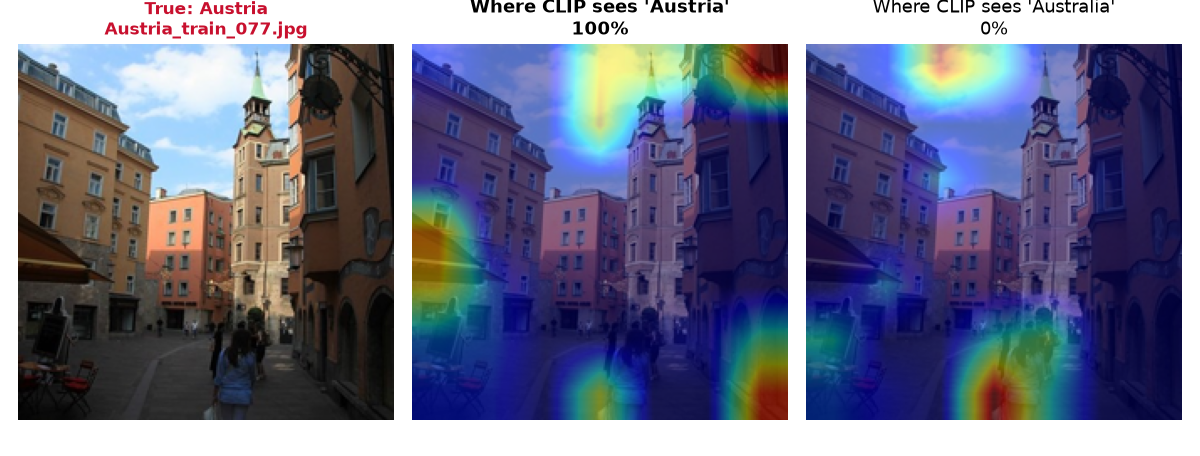 True: Austria
Austria_train_077.jpg
Where CLIP sees 'Austria'
100%
Where CLIP sees 'Australia'
0%